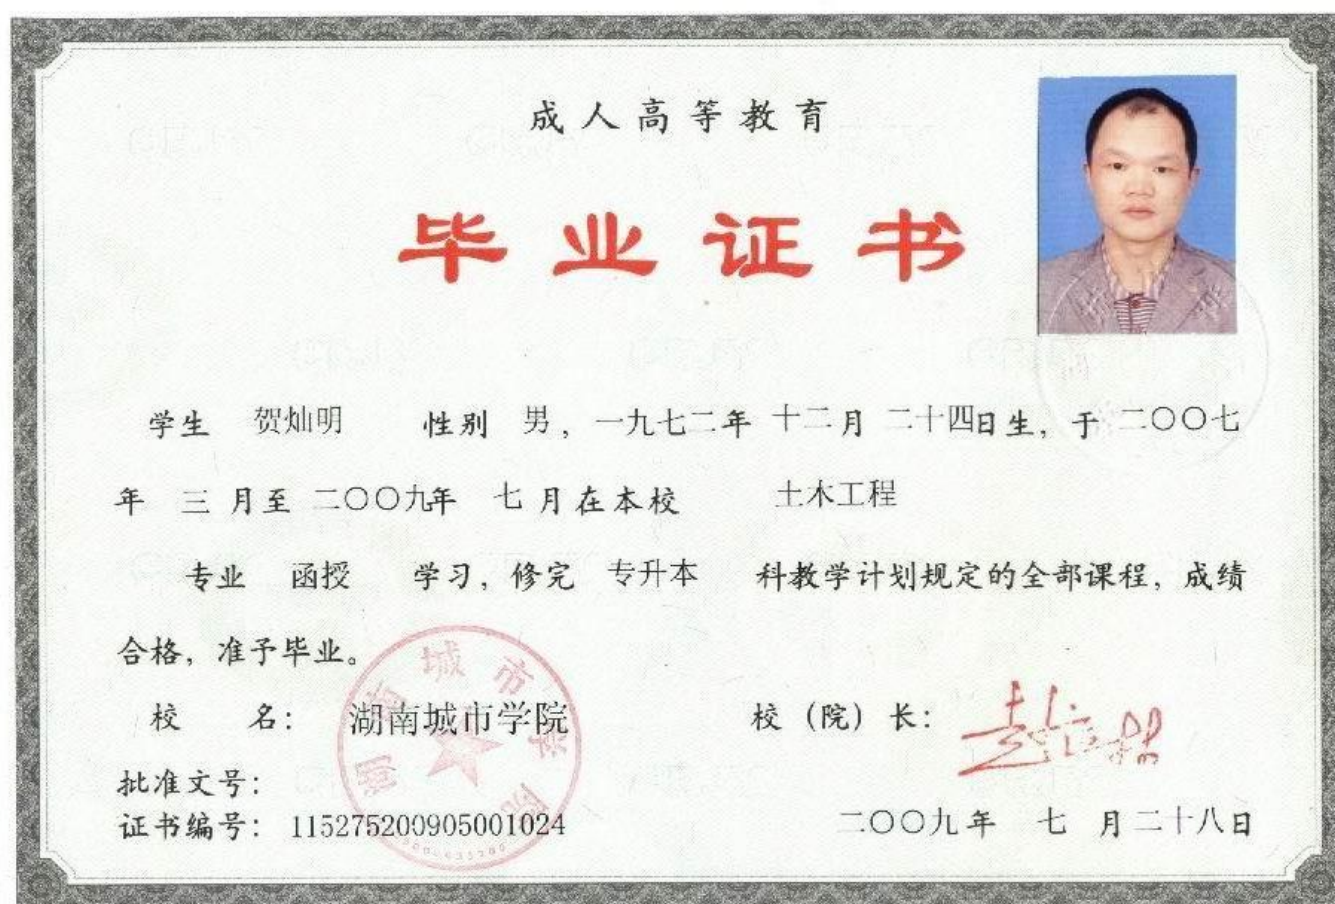 成人高等教育
毕业证书
学生 贺灿明 性别 男，一九七二年 十二月 二十四日生，于 二〇〇七
年 三 月至 二〇〇九年 七 月在本校 土木工程
专业 函授 学习，修完 专升本 科教学计划规定的全部课程，成绩
合格，准予毕业。
校 名： 湖南城市学院 校（院）长：
湖南城市学院
批准文号：
证书编号： 115275200905001024 二〇〇九年 七 月二十八日